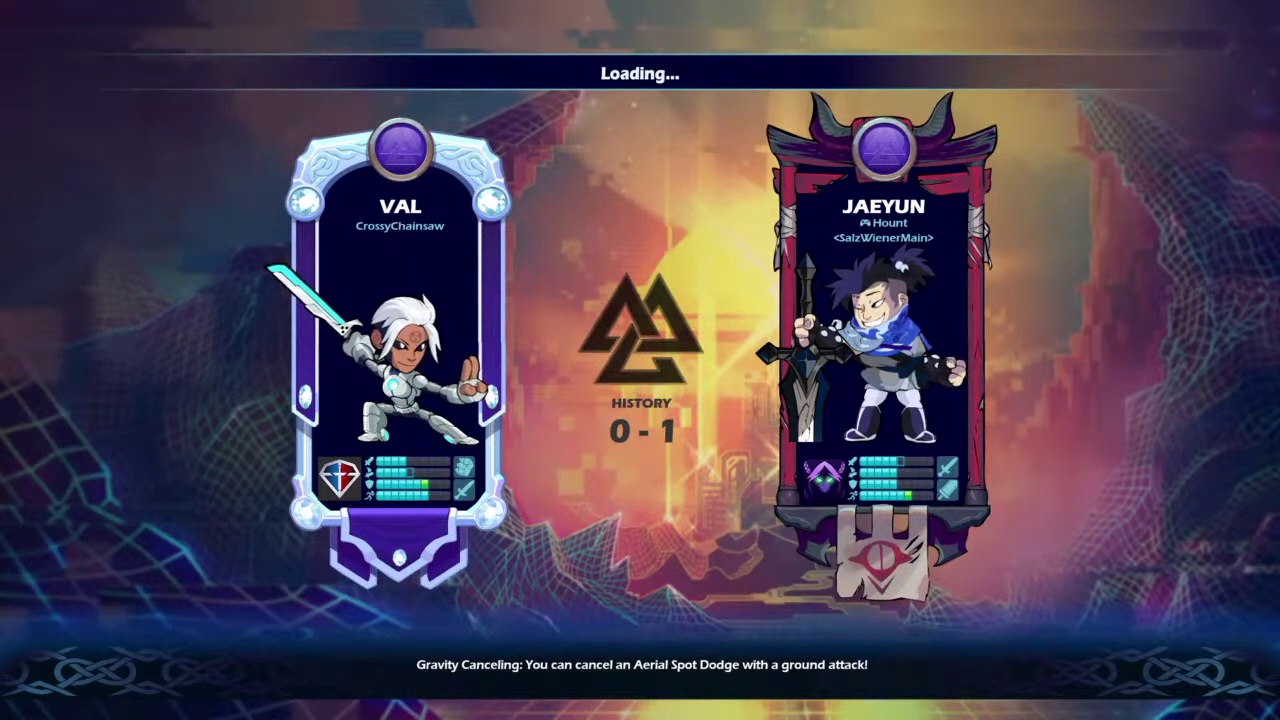 Loading...
VAL
CrossyChainsaw
JAEYUN
Hount
<SalzWienerMain>
HISTORY
0 - 1
Gravity Canceling: You can cancel an Aerial Spot Dodge with a ground attack!